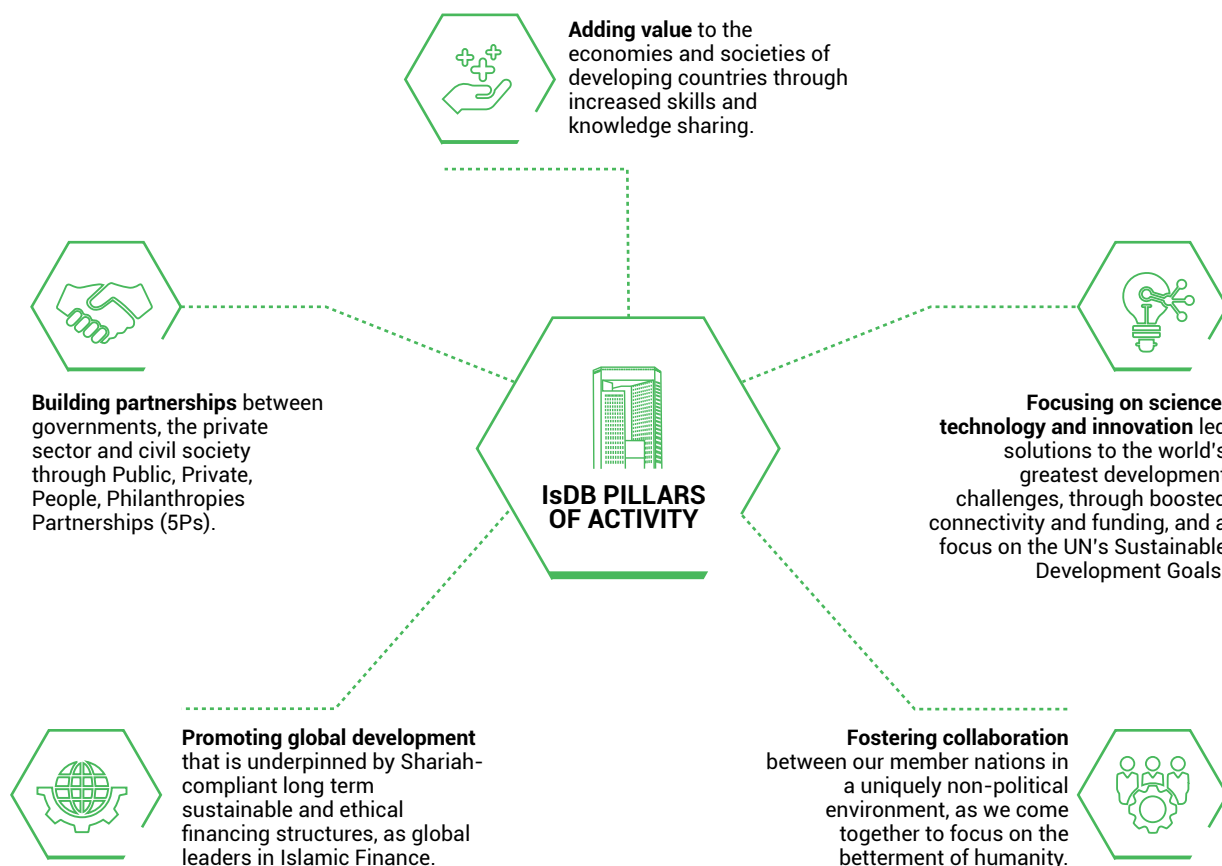 Adding value to the
economies and societies of
developing countries through
increased skills and
knowledge sharing.
Building partnerships between
governments, the private
sector and civil society
through Public, Private,
People, Philanthropies
Partnerships (5Ps).
IsDB PILLARS
OF ACTIVITY
Focusing on science
technology and innovation led
solutions to the world's
greatest development
challenges, through boosted
connectivity and funding, and a
focus on the UN's Sustainable
Development Goals
Promoting global development
that is underpinned by Shariah-
compliant long term
sustainable and ethical
financing structures, as global
leaders in Islamic Finance.
Fostering collaboration
between our member nations in
a uniquely non-political
environment, as we come
together to focus on the
betterment of humanity.